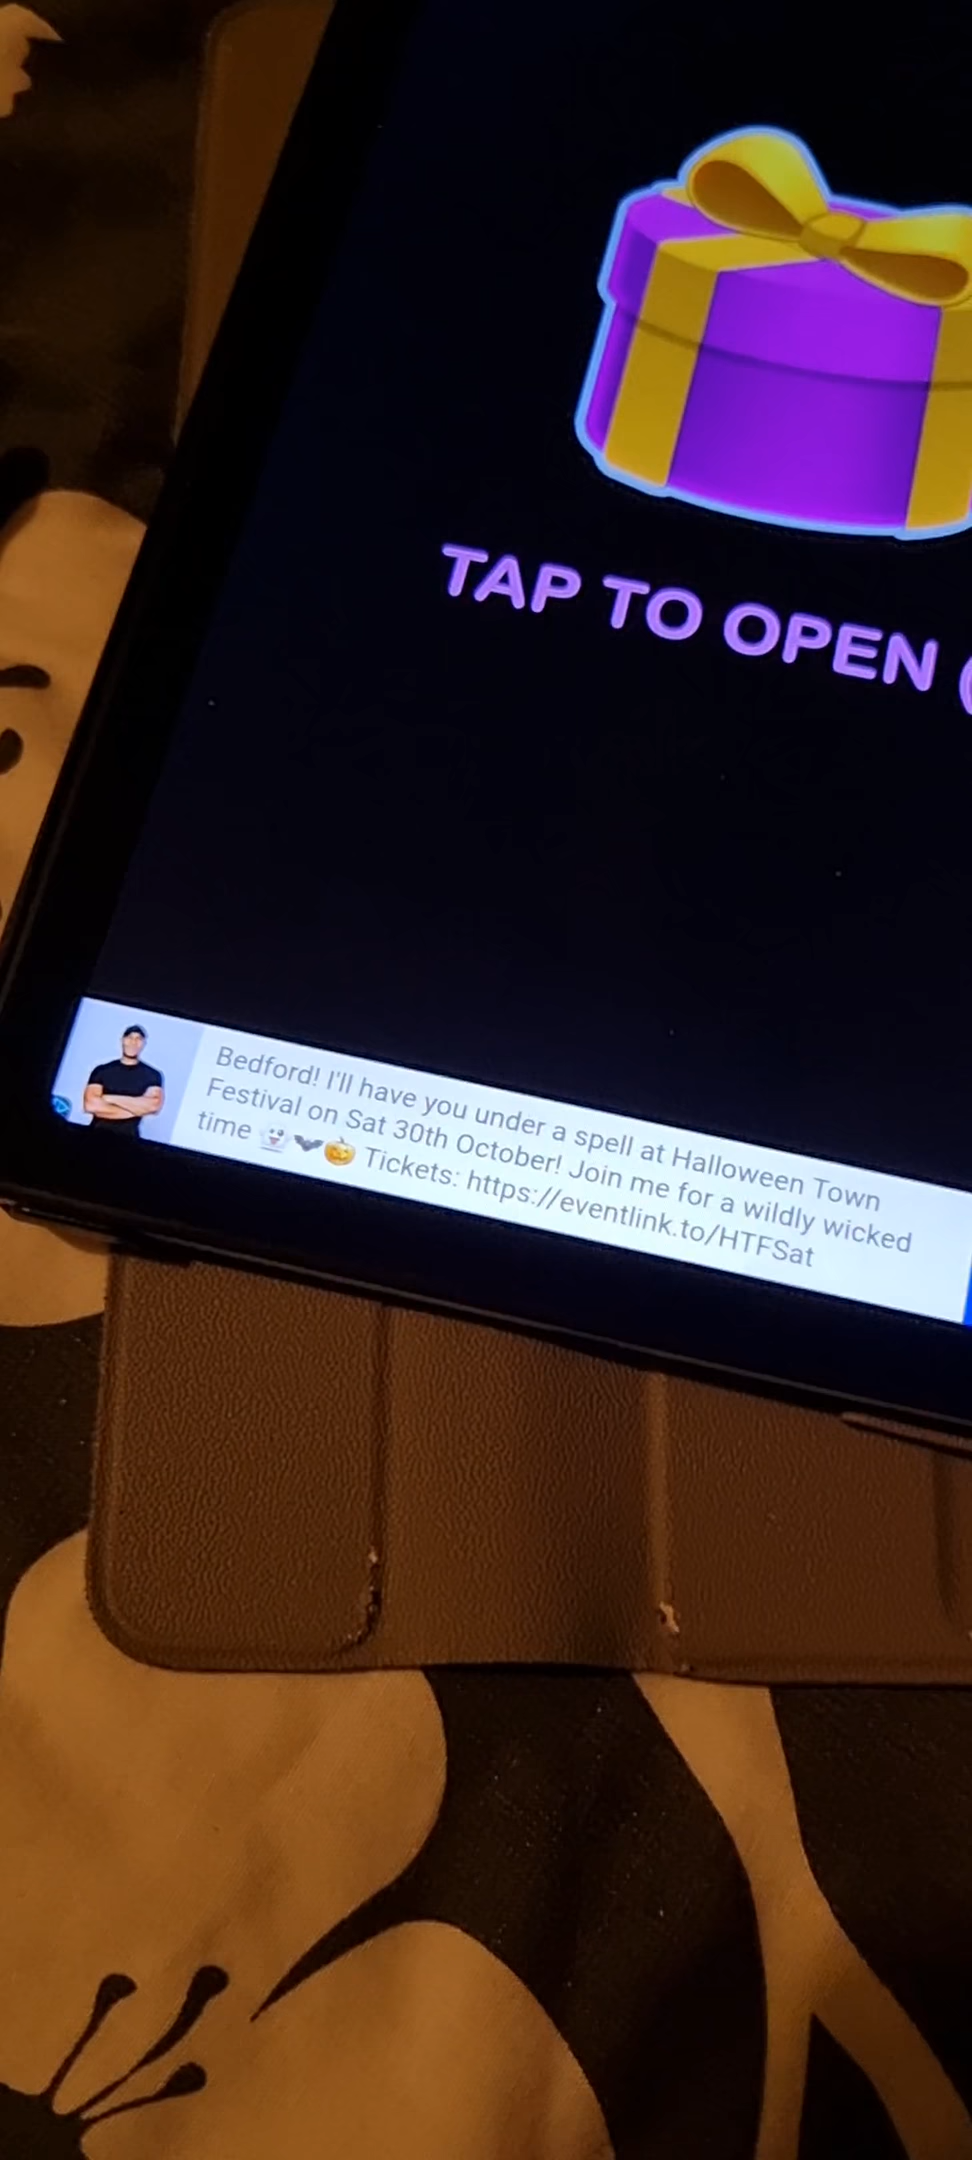 TAP TO OPEN (
Bedford! I'll have you under a spell at Halloween Town
Festival on Sat 30th October! Join me for a wildly wicked
time 👻🦇🎃 Tickets: https://eventlink.to/HTFSat